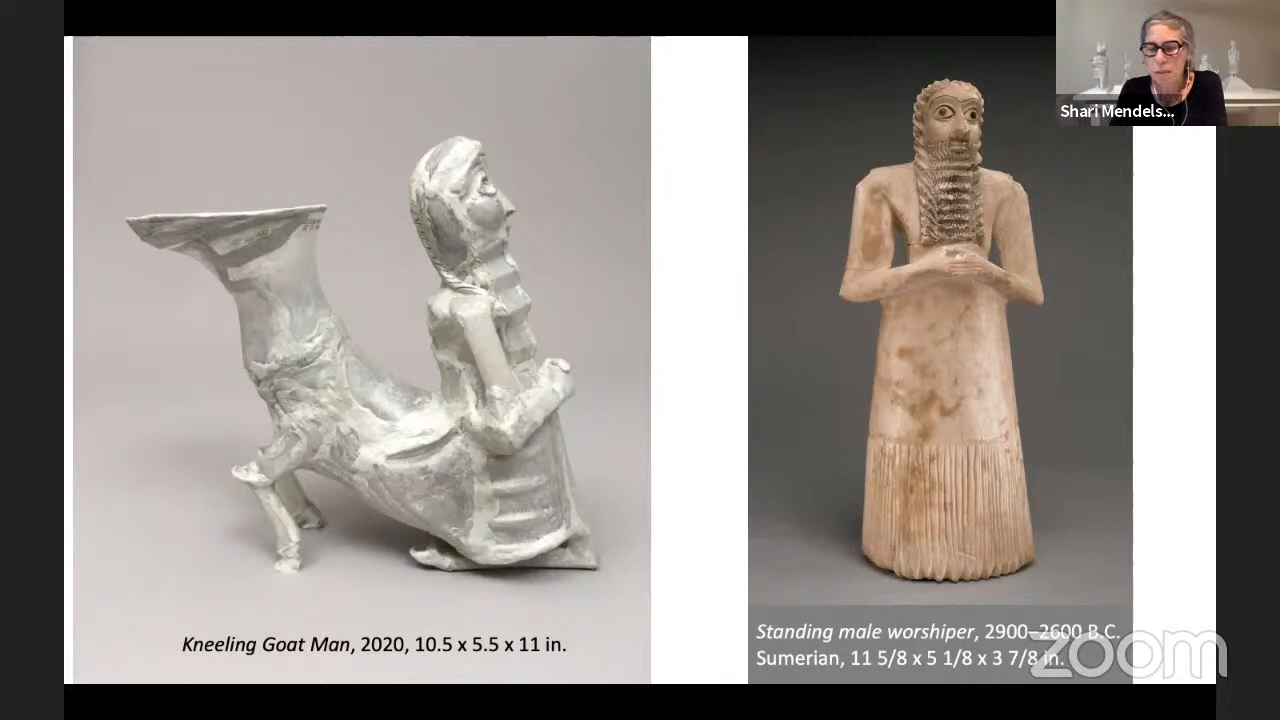 Shari Mendels...
Kneeling Goat Man, 2020, 10.5 x 5.5 x 11 in.
Standing male worshiper, 2900–2600 B.C.
Sumerian, 11 5/8 x 5 1/8 x 3 7/8 in.
zoom